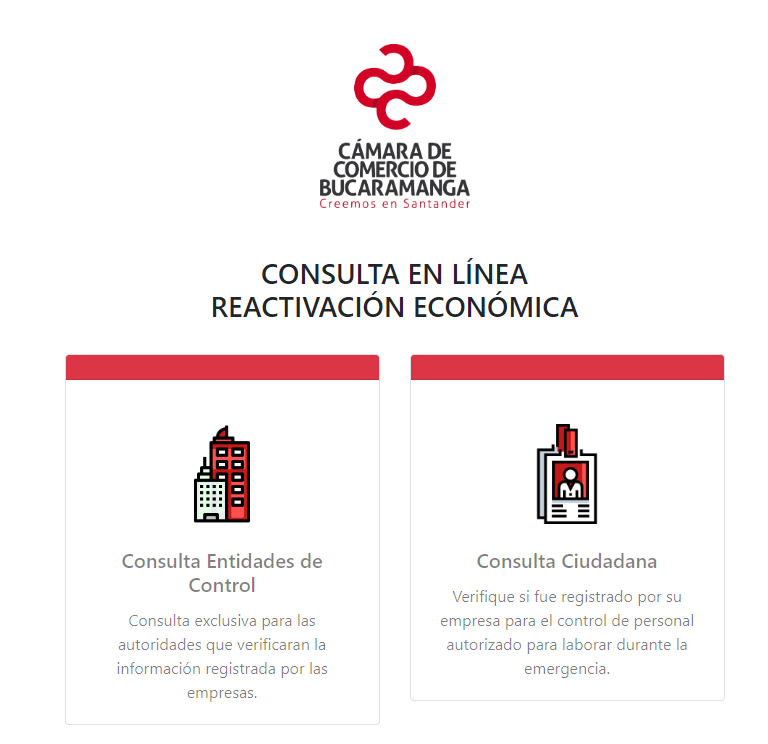 CÁMARA DE
COMERCIO DE
BUCARAMANGA
Creemos en Santander
CONSULTA EN LÍNEA
REACTIVACIÓN ECONÓMICA
Consulta Entidades de
Control
Consulta exclusiva para las
autoridades que verificaran la
información registrada por las
empresas.
Consulta Ciudadana
Verifique si fue registrado por su
empresa para el control de personal
autorizado para laborar durante la
emergencia.